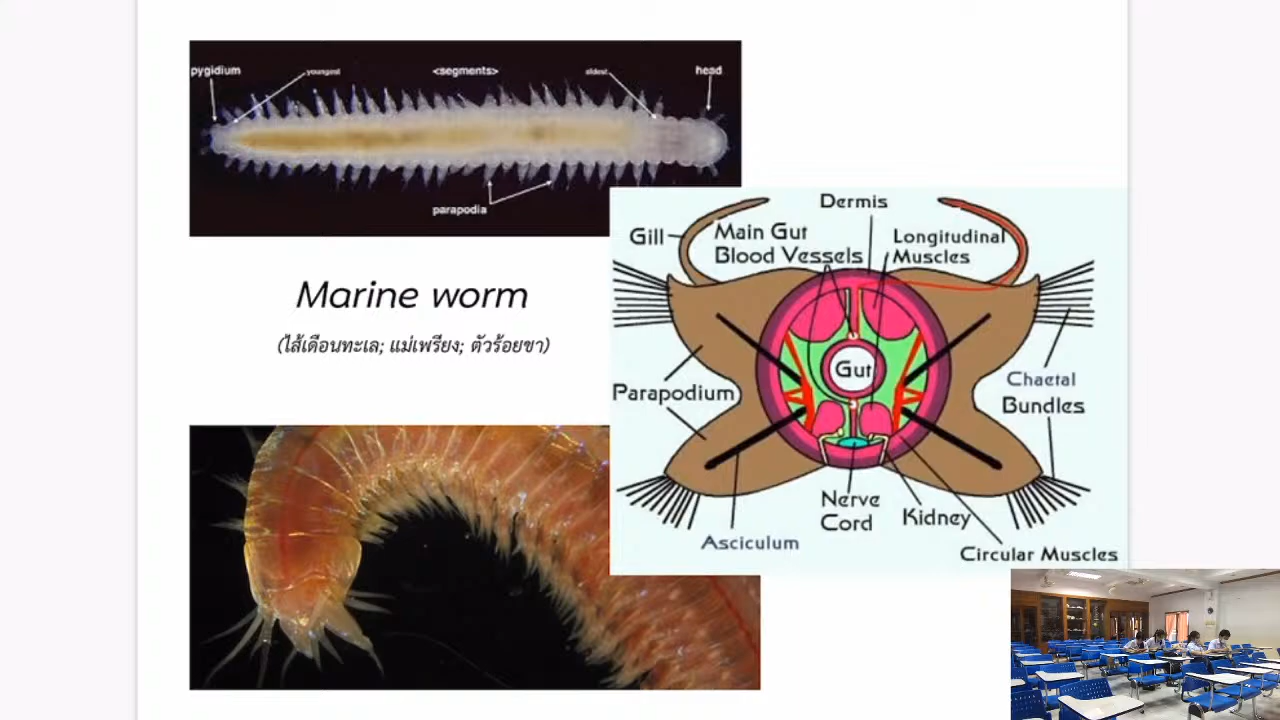 pygidium
youngest
<segments>
oldest
head
parapodia
Marine worm
(ไส้เดือนทะเล; แม่เพรียง; ตัวร้อยขา)
Dermis
Gill
Main Gut
Blood Vessels
Longitudinal
Muscles
Gut
Parapodium
Chaetal
Bundles
Nerve
Cord
Kidney
Asciculum
Circular Muscles